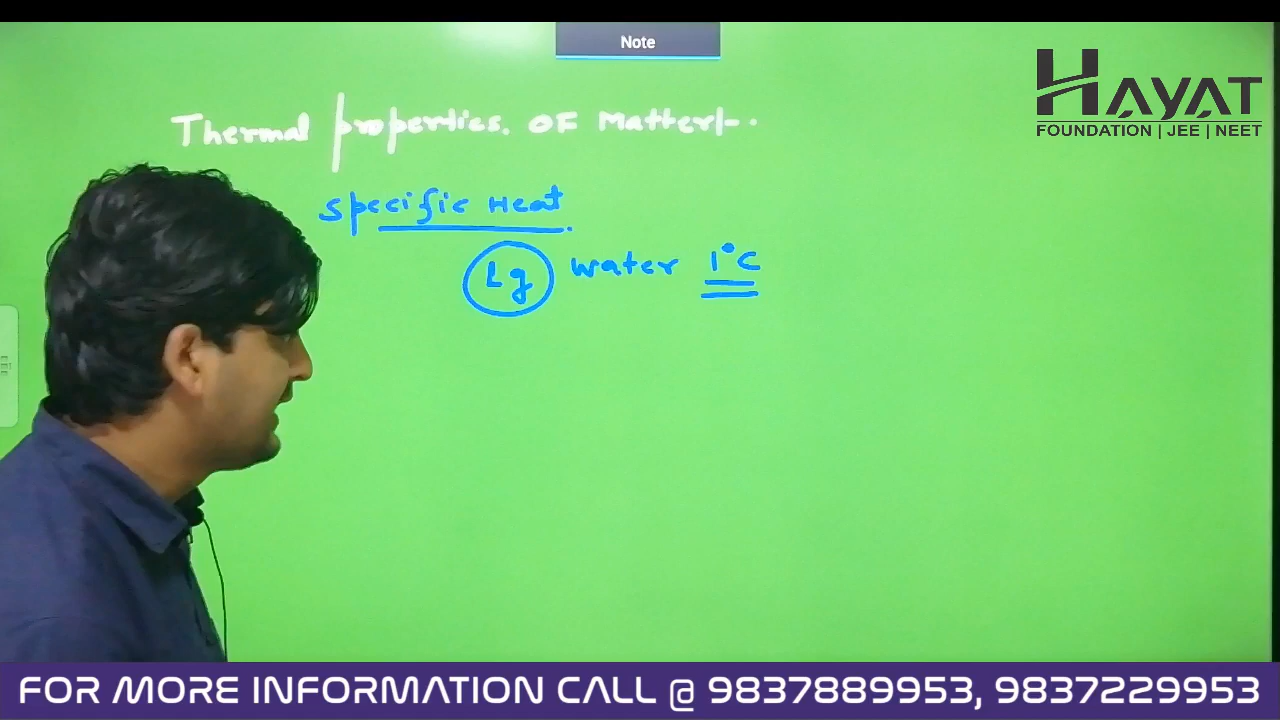 Note
HAYAT
FOUNDATION | JEE | NEET
Thermal properties. OF Matter|-.
Specific Heat
1g water 1°C
FOR MORE INFORMATION CALL @ 9837889953, 9837229953